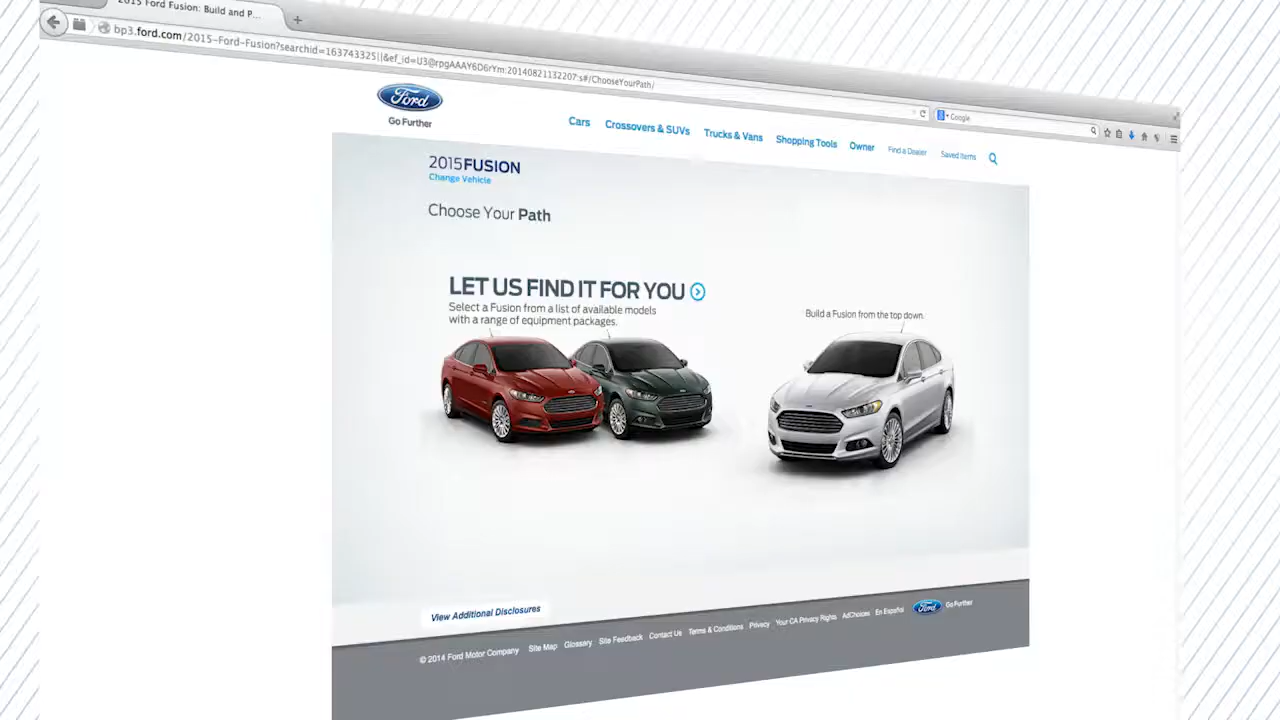 2015 Ford Fusion: Build and P...
bp3.ford.com/2015-Ford-Fusion?searchid=163743325||&ef_id=U3@rpgAAAY6D6rYm:20140821132207:s#/ChooseYourPath/
Google
Ford
Go Further
Cars
Crossovers & SUVs
Trucks & Vans
Shopping Tools
Owner
Find a Dealer
Saved Items
2015FUSION
Change Vehicle
Choose Your Path
LET US FIND IT FOR YOU
Select a Fusion from a list of available models
with a range of equipment packages.
Build a Fusion from the top down.
View Additional Disclosures
© 2014 Ford Motor Company
Site Map
Glossary
Site Feedback
Contact Us
Terms & Conditions
Privacy
Your CA Privacy Rights
AdChoices
En Español
Ford
Go Further